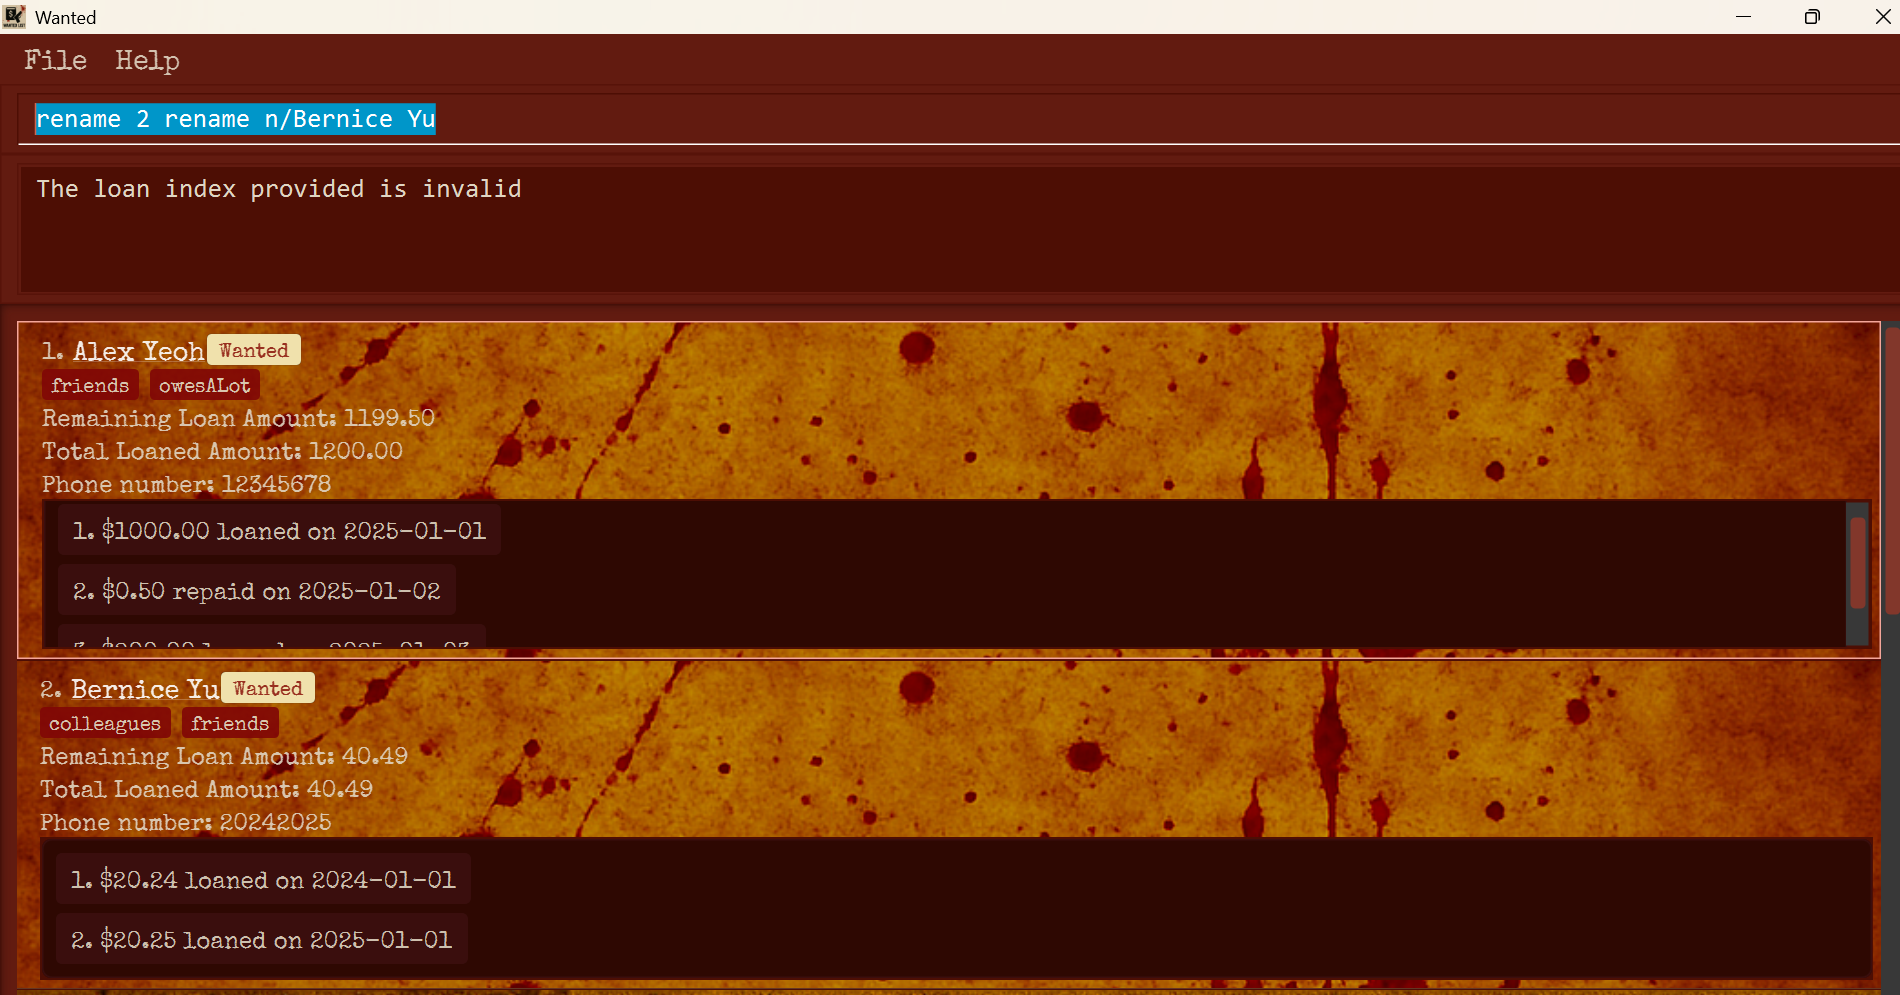 Wanted
File Help
rename 2 rename n/Bernice Yu
The loan index provided is invalid
1. Alex Yeoh Wanted
friends owesALot
Remaining Loan Amount: 1199.50
Total Loaned Amount: 1200.00
Phone number: 12345678
1. $1000.00 loaned on 2025-01-01
2. $0.50 repaid on 2025-01-02
2. Bernice Yu Wanted
colleagues friends
Remaining Loan Amount: 40.49
Total Loaned Amount: 40.49
Phone number: 20242025
1. $20.24 loaned on 2024-01-01
2. $20.25 loaned on 2025-01-01